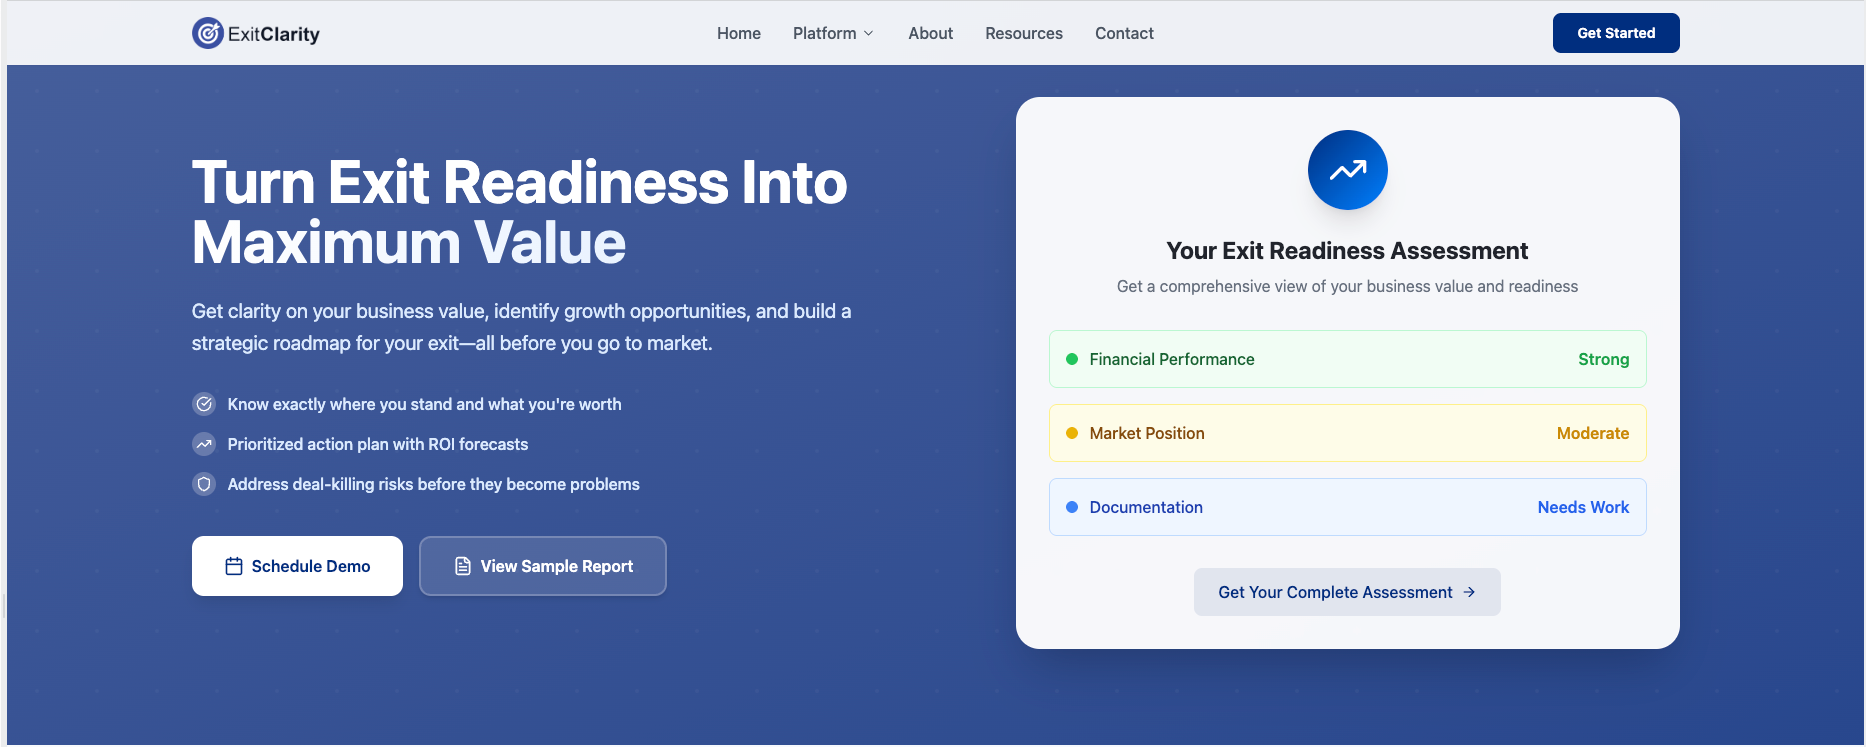 ExitClarity
Home
Platform
About
Resources
Contact
Get Started
Turn Exit Readiness Into
Maximum Value
Get clarity on your business value, identify growth opportunities, and build a
strategic roadmap for your exit—all before you go to market.
Know exactly where you stand and what you're worth
Prioritized action plan with ROI forecasts
Address deal-killing risks before they become problems
Schedule Demo
View Sample Report
Your Exit Readiness Assessment
Get a comprehensive view of your business value and readiness
Financial Performance
Strong
Market Position
Moderate
Documentation
Needs Work
Get Your Complete Assessment